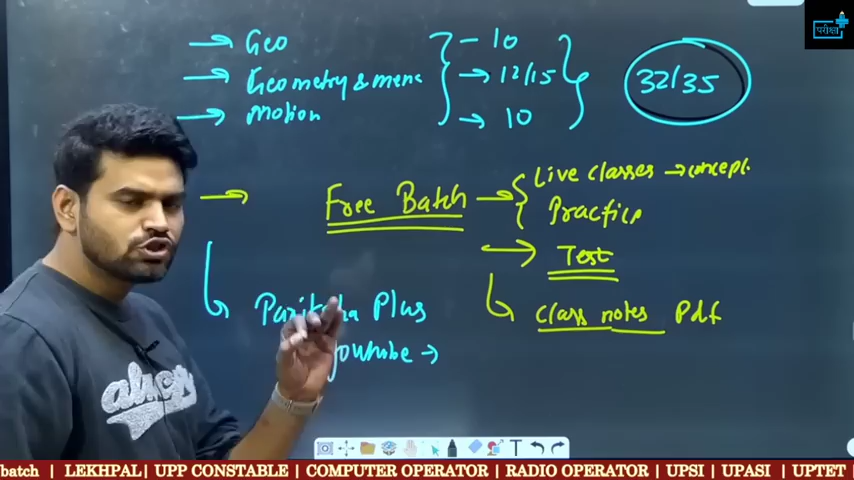 परीक्षा
→ Geo - 10
→ Geometry & mens → 12/15
→ Motion → 10
32/35
→ Free Batch → Live classes → concept
Practice
→ Test
class notes Pdf
Plus
Youtube →
T
batch | LEKHPAL| UPP CONSTABLE | COMPUTER OPERATOR | RADIO OPERATOR | UPSI | UPASI | UPTET |